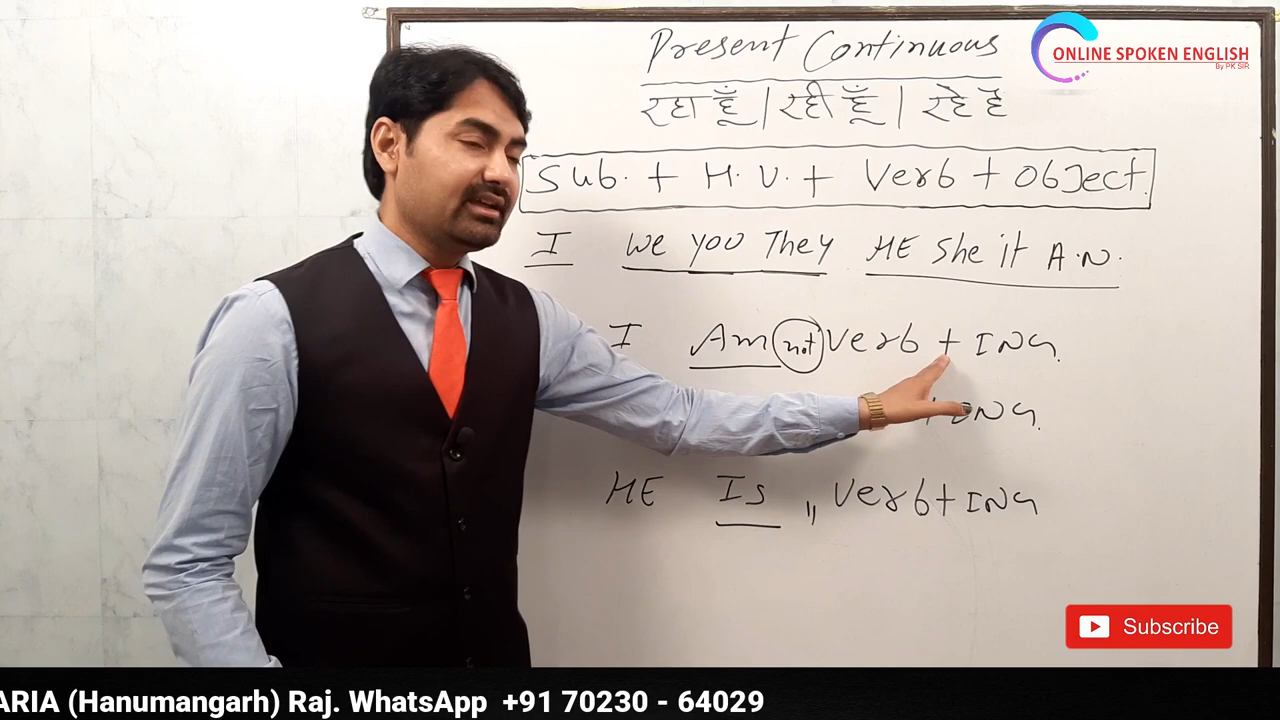 Present Continuous
ONLINE SPOKEN ENGLISH
By PK SIR
रहा हूँ | रही हूँ | रहे हैं
Sub. + H.V. + Verb + Object.
I We you They HE She it A.N.
I Am not Verb + ING.
+ ING.
HE Is ,, Verb + ING
Subscribe
ARIA (Hanumangarh) Raj. WhatsApp +91 70230 - 64029